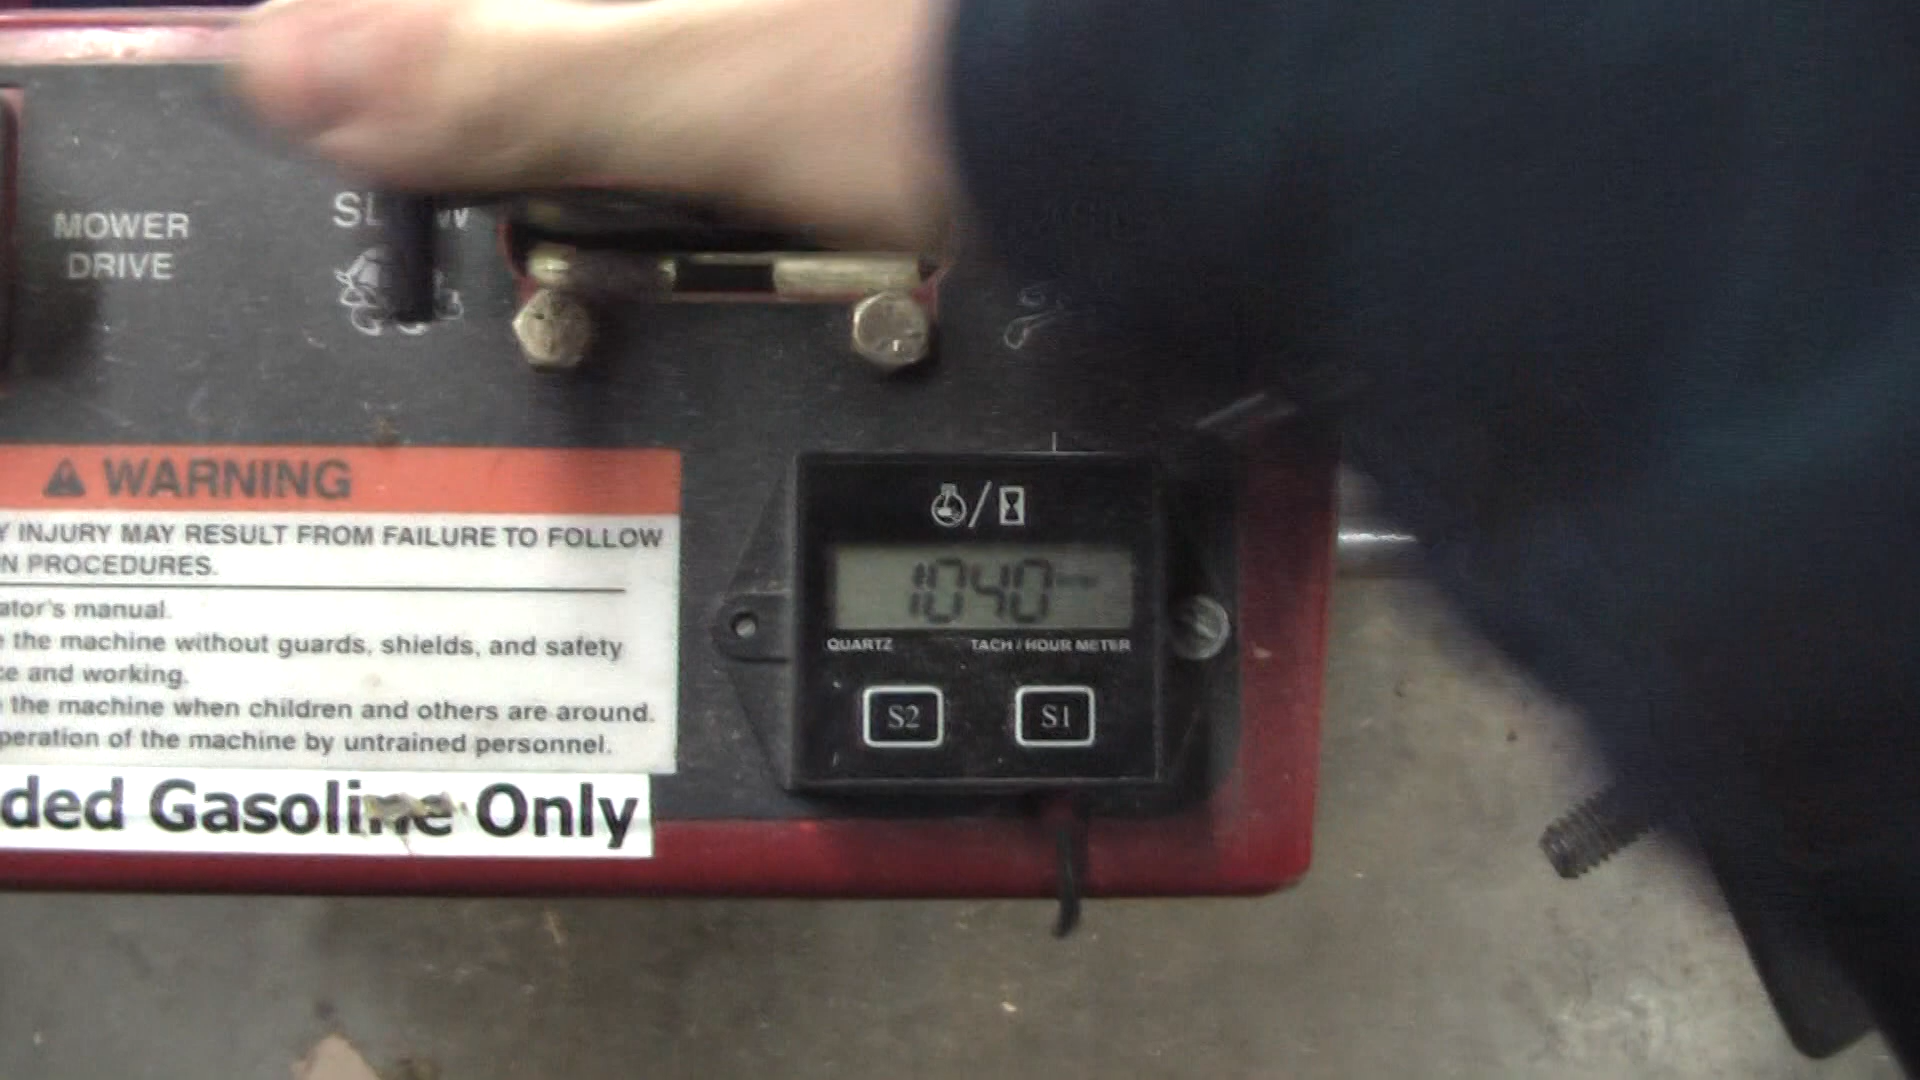 MOWER
DRIVE
WARNING
Y INJURY MAY RESULT FROM FAILURE TO FOLLOW
N PROCEDURES.
ator's manual.
e the machine without guards, shields, and safety
ce and working.
the machine when children and others are around.
peration of the machine by untrained personnel.
ded Gasoline Only
1040
QUARTZ TACH / HOUR METER
S2 S1